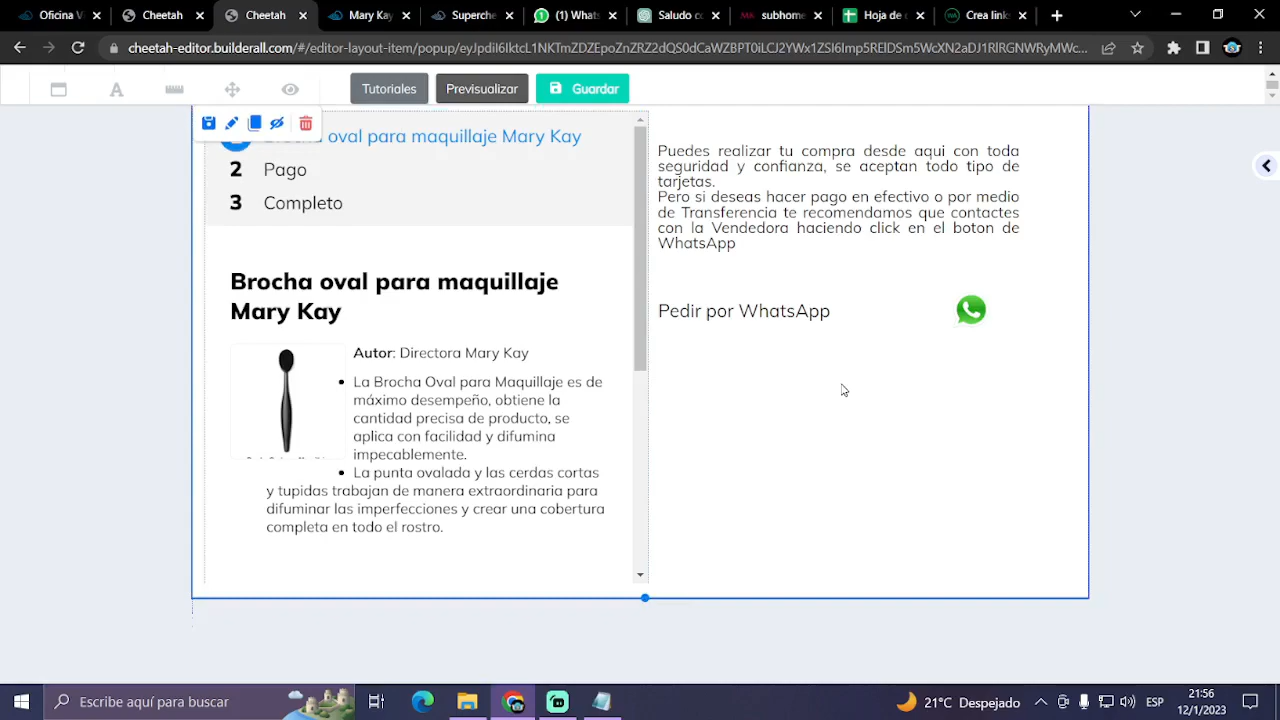 Oficina V
Cheetah
Cheetah
Mary Kay
Superche
(1) Whats
Saludo co
subhome
Hoja de c
Crea link
cheetah-editor.builderall.com/#/editor-layout-item/popup/
Tutoriales
Previsualizar
Guardar
oval para maquillaje Mary Kay
2 Pago
3 Completo
Brocha oval para maquillaje
Mary Kay
Autor: Directora Mary Kay
La Brocha Oval para Maquillaje es de
máximo desempeño, obtiene la
cantidad precisa de producto, se
aplica con facilidad y difumina
impecablemente.
La punta ovalada y las cerdas cortas
y tupidas trabajan de manera extraordinaria para
difuminar las imperfecciones y crear una cobertura
completa en todo el rostro.
Puedes realizar tu compra desde aqui con toda
seguridad y confianza, se aceptan todo tipo de
tarjetas.
Pero si deseas hacer pago en efectivo o por medio
de Transferencia te recomendamos que contactes
con la Vendedora haciendo click en el boton de
WhatsApp
Pedir por WhatsApp
Escribe aquí para buscar
21°C Despejado
ESP
21:56
12/1/2023